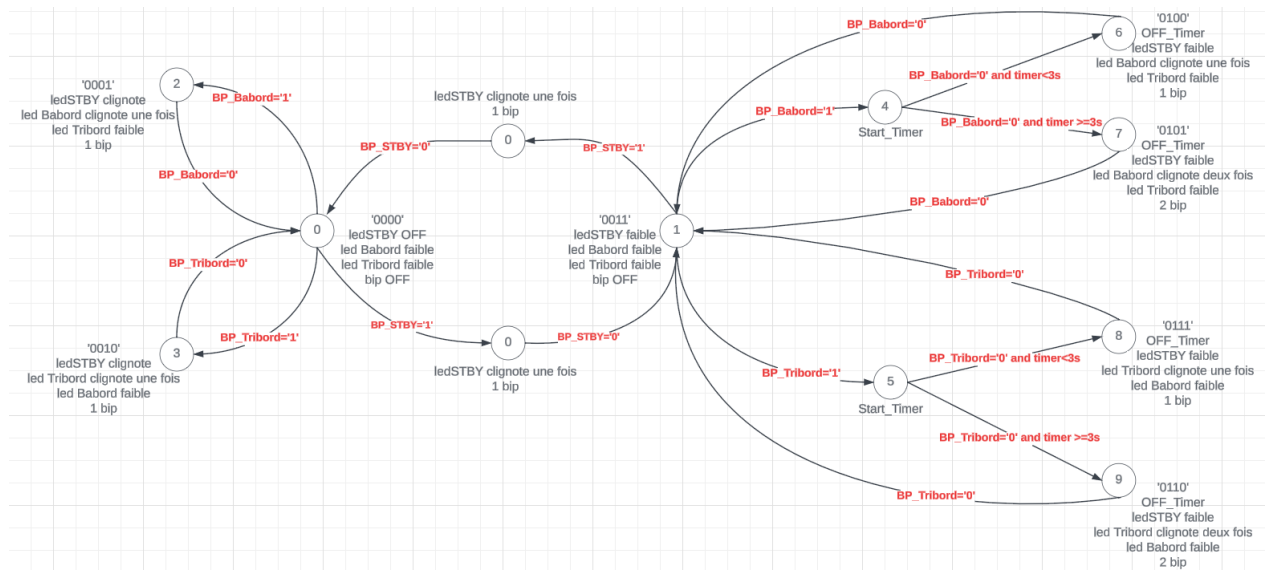 2
'0001'
ledSTBY clignote
led Babord clignote une fois
led Tribord faible
1 bip
BP_Babord='1'
BP_Babord='0'
0
'0000'
ledSTBY OFF
led Babord faible
led Tribord faible
bip OFF
BP_Tribord='0'
BP_Tribord='1'
3
'0010'
ledSTBY clignote
led Tribord clignote une fois
led Babord faible
1 bip
ledSTBY clignote une fois
1 bip
0
BP_STBY='0'
BP_STBY='1'
BP_STBY='1'
0
BP_STBY='0'
ledSTBY clignote une fois
1 bip
1
'0011'
ledSTBY faible
led Babord faible
led Tribord faible
bip OFF
BP_Babord='0'
BP_Babord='1'
4
Start_Timer
BP_Babord='0' and timer<3s
6
'0100'
OFF_Timer
ledSTBY faible
led Babord clignote une fois
led Tribord faible
1 bip
BP_Babord='0' and timer >=3s
7
'0101'
OFF_Timer
ledSTBY faible
led Babord clignote deux fois
led Tribord faible
2 bip
BP_Babord='0'
BP_Tribord='0'
BP_Tribord='1'
5
Start_Timer
BP_Tribord='0' and timer<3s
8
'0111'
OFF_Timer
ledSTBY faible
led Tribord clignote une fois
led Babord faible
1 bip
BP_Tribord='0' and timer >=3s
9
'0110'
OFF_Timer
ledSTBY faible
led Tribord clignote deux fois
led Babord faible
2 bip
BP_Tribord='0'